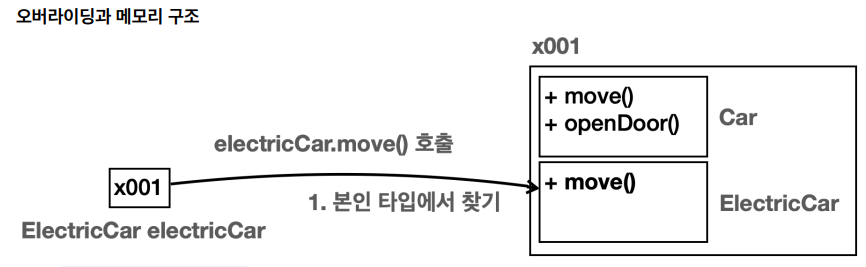 오버라이딩과 메모리 구조
x001
+ move()
+ openDoor()
Car
electricCar.move() 호출
x001
1. 본인 타입에서 찾기
+ move()
ElectricCar
ElectricCar electricCar